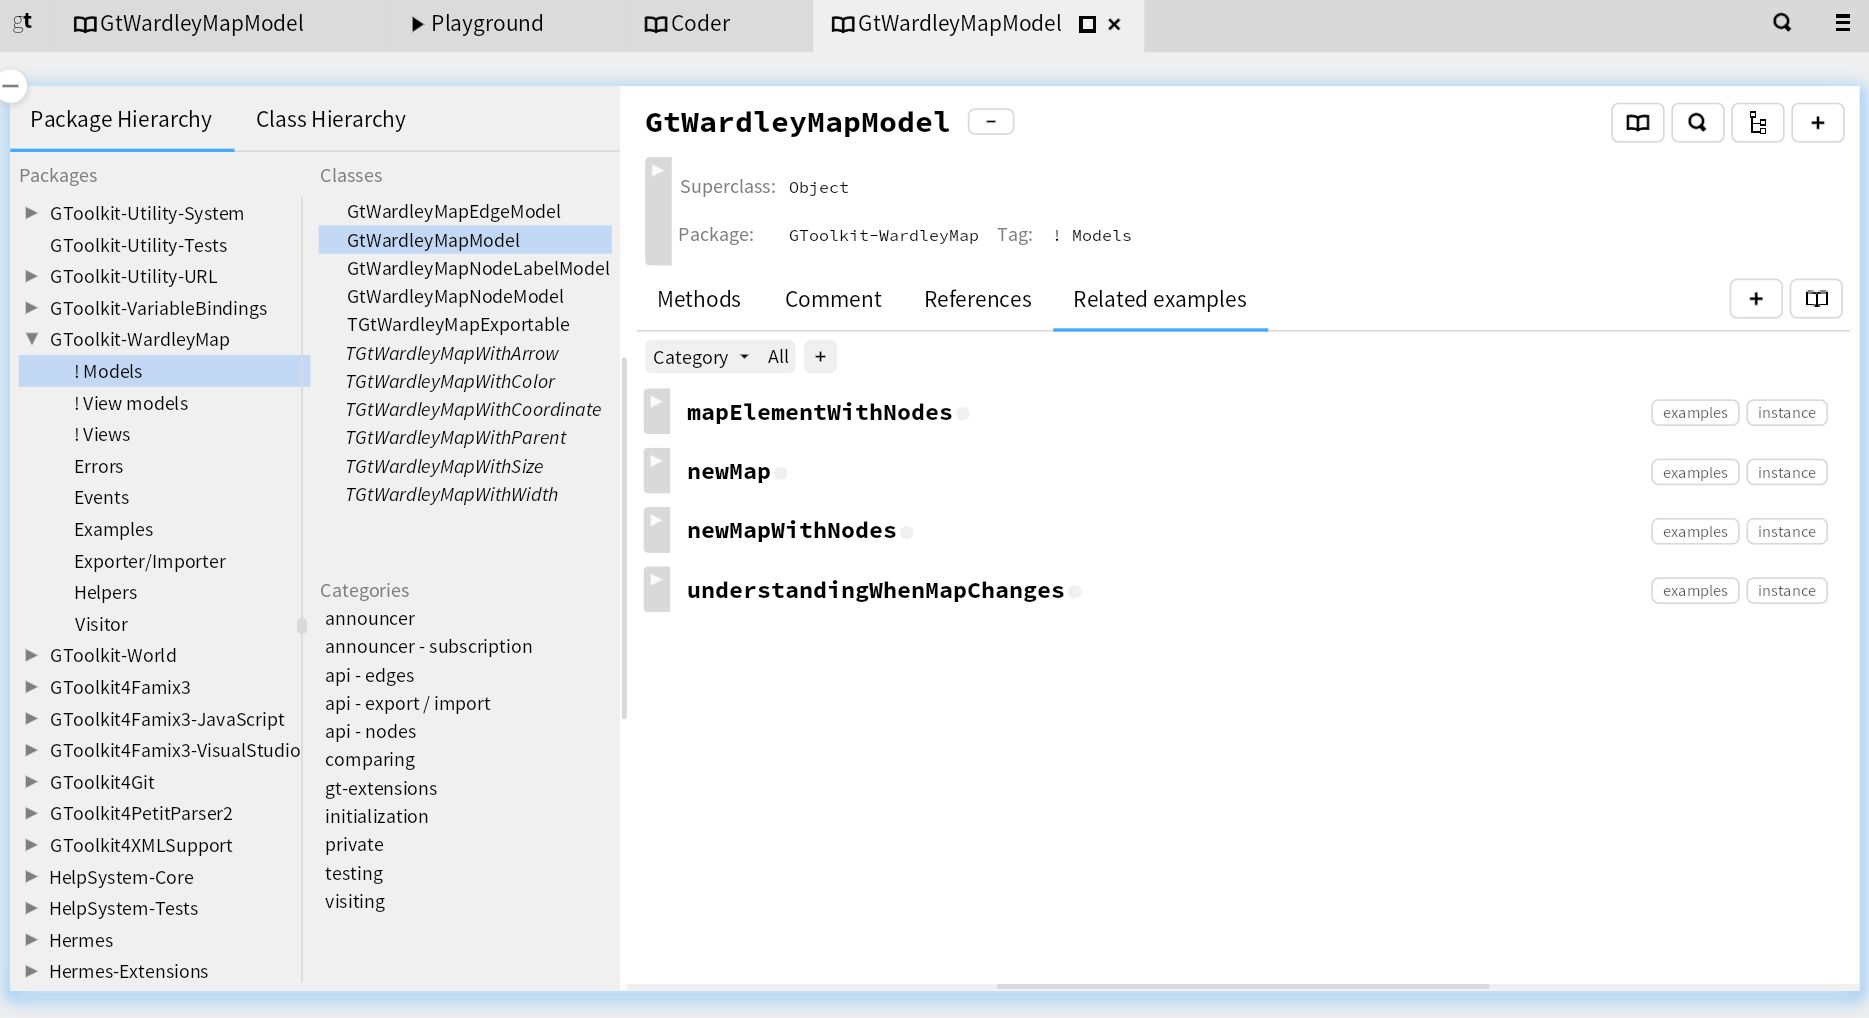 gt GtWardleyMapModel Playground Coder GtWardleyMapModel
Package Hierarchy Class Hierarchy
Packages
GToolkit-Utility-System
GToolkit-Utility-Tests
GToolkit-Utility-URL
GToolkit-VariableBindings
GToolkit-WardleyMap
! Models
! View models
! Views
Errors
Events
Examples
Exporter/Importer
Helpers
Visitor
GToolkit-World
GToolkit4Famix3
GToolkit4Famix3-JavaScript
GToolkit4Famix3-VisualStudio
GToolkit4Git
GToolkit4PetitParser2
GToolkit4XMLSupport
HelpSystem-Core
HelpSystem-Tests
Hermes
Hermes-Extensions
Classes
GtWardleyMapEdgeModel
GtWardleyMapModel
GtWardleyMapNodeLabelModel
GtWardleyMapNodeModel
TGtWardleyMapExportable
TGtWardleyMapWithArrow
TGtWardleyMapWithColor
TGtWardleyMapWithCoordinate
TGtWardleyMapWithParent
TGtWardleyMapWithSize
TGtWardleyMapWithWidth
Categories
announcer
announcer - subscription
api - edges
api - export / import
api - nodes
comparing
gt-extensions
initialization
private
testing
visiting
GtWardleyMapModel
Superclass: Object
Package: GToolkit-WardleyMap Tag: ! Models
Methods Comment References Related examples
Category All +
mapElementWithNodes examples instance
newMap examples instance
newMapWithNodes examples instance
understandingWhenMapChanges examples instance